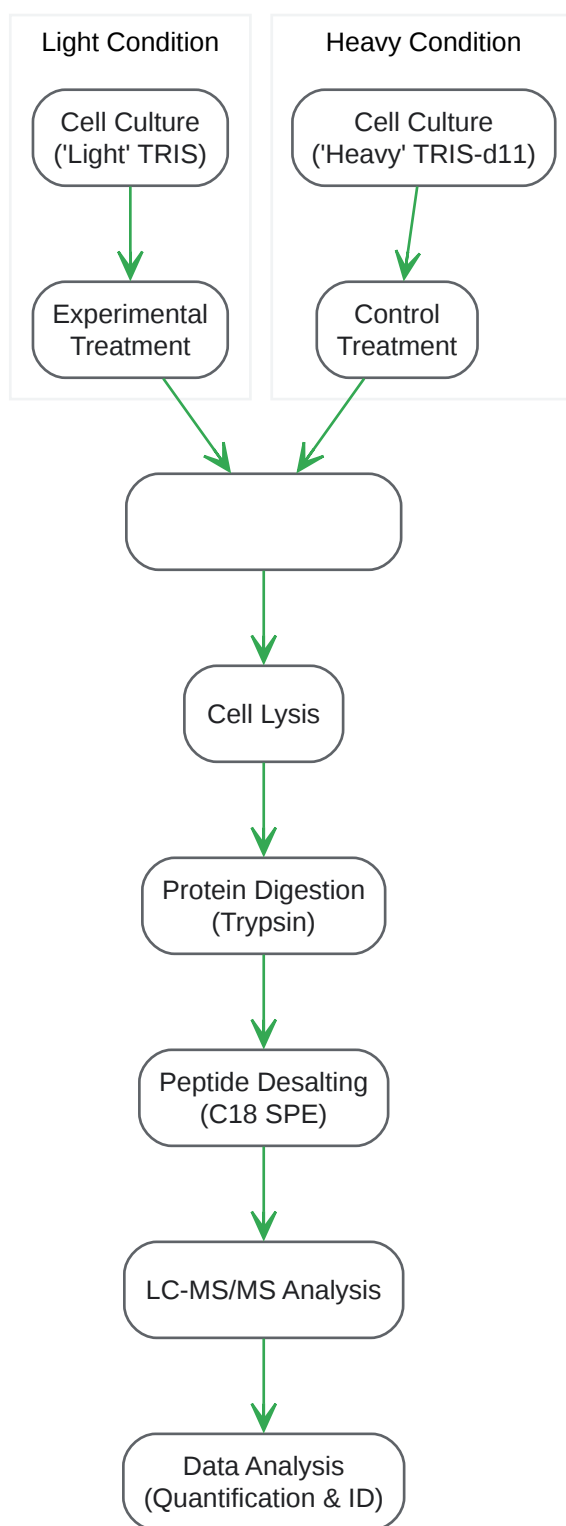 Light Condition
Heavy Condition
Cell Culture
('Light' TRIS)
Cell Culture
('Heavy' TRIS-d11)
Experimental
Treatment
Control
Treatment
Cell Lysis
Protein Digestion
(Trypsin)
Peptide Desalting
(C18 SPE)
LC-MS/MS Analysis
Data Analysis
(Quantification & ID)